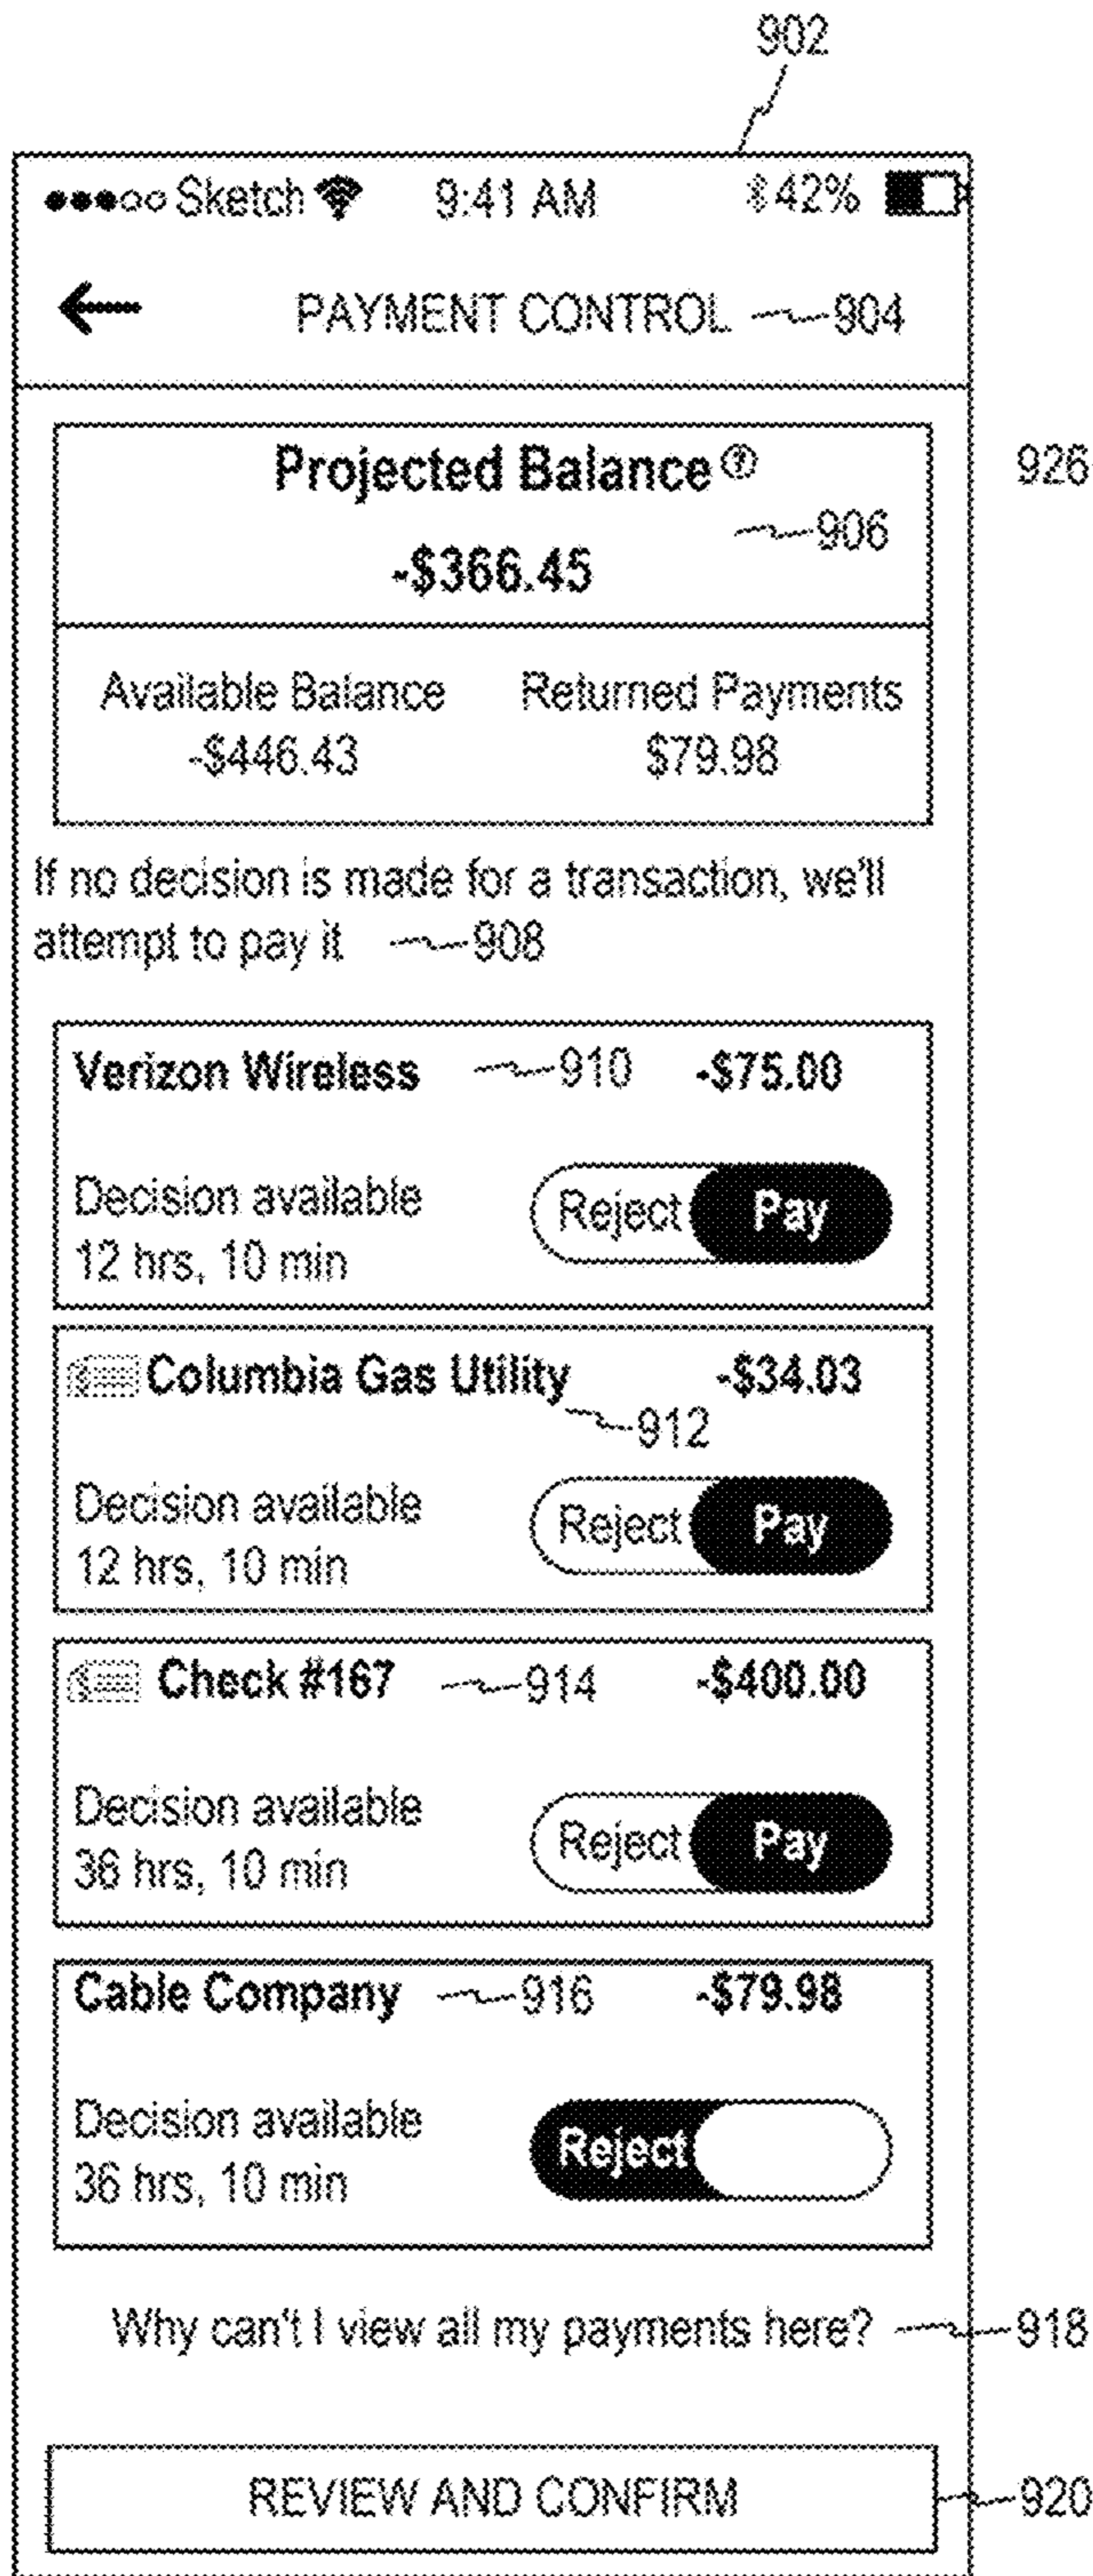 902
Sketch 9:41 AM 42%
PAYMENT CONTROL 904
Projected Balance ?
926
906
-$366.45
Available Balance Returned Payments
-$446.43 $79.98
If no decision is made for a transaction, we'll
attempt to pay it 908
Verizon Wireless 910 -$75.00
Decision available
12 hrs, 10 min
Reject Pay
Columbia Gas Utility -$34.03
912
Decision available
12 hrs, 10 min
Reject Pay
Check #167 914 -$400.00
Decision available
36 hrs, 10 min
Reject Pay
Cable Company 916 -$79.98
Decision available
36 hrs, 10 min
Reject
Why can't I view all my payments here? 918
REVIEW AND CONFIRM 920